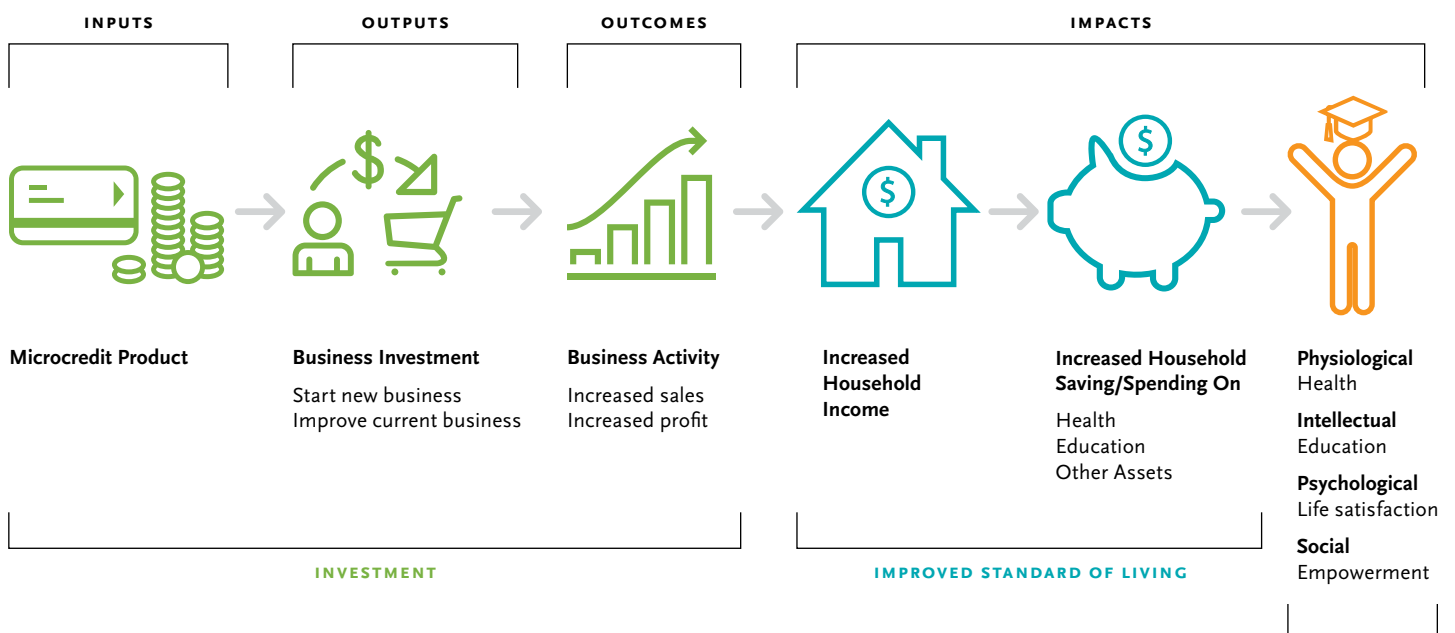 INPUTS
OUTPUTS
OUTCOMES
IMPACTS
$
$
$
Microcredit Product
Business Investment
Start new business
Improve current business
Business Activity
Increased sales
Increased profit
Increased
Household
Income
Increased Household
Saving/Spending On
Health
Education
Other Assets
Physiological
Health
Intellectual
Education
Psychological
Life satisfaction
Social
Empowerment
INVESTMENT
IMPROVED STANDARD OF LIVING